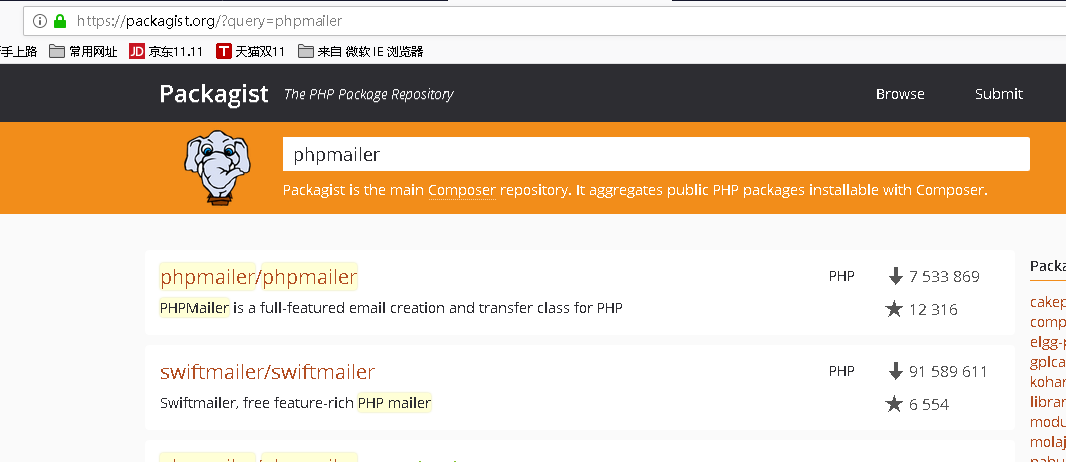 https://packagist.org/?query=phpmailer
手上路 常用网址 JD 京东11.11 T 天猫双11 来自 微软 IE 浏览器
Packagist The PHP Package Repository Browse Submit
phpmailer
Packagist is the main Composer repository. It aggregates public PHP packages installable with Composer.
phpmailer/phpmailer PHP 7 533 869
PHPMailer is a full-featured email creation and transfer class for PHP 12 316
swiftmailer/swiftmailer PHP 91 589 611
Swiftmailer, free feature-rich PHP mailer 6 554
Packa
cakep
comp
elgg-p
gplca
kohan
librar
modu
molaj